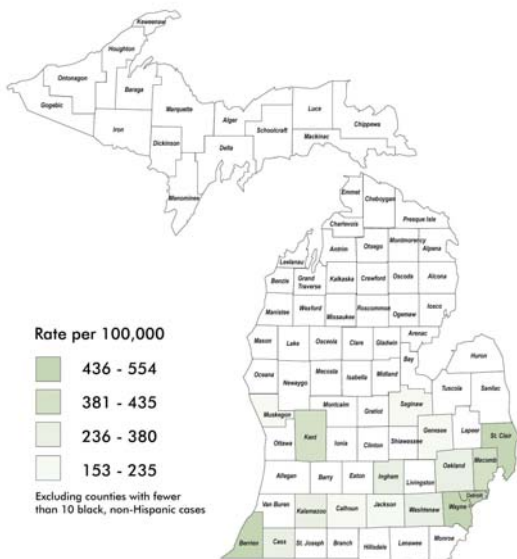 Keweenaw
Houghton
Ontonagon
Baraga
Gogebic
Marquette
Luce
Alger
Chippewa
Schoolcraft
Iron
Mackinac
Dickinson
Delta
Menominee
Emmet
Cheboygan
Presque Isle
Charlevoix
Antrim Otsego Montmorency Alpena
Leelanau
Benzie Grand Traverse Kalkaska Crawford Oscoda Alcona
Manistee Wexford Missaukee Roscommon Ogemaw Iosco
Arenac
Mason Lake Osceola Clare Gladwin
Bay
Huron
Oceana Newaygo Mecosta Isabella Midland
Tuscola Sanilac
Montcalm Gratiot Saginaw
Muskegon
Kent Genesee Lapeer St. Clair
Ottawa Ionia Clinton Shiawassee
Oakland Macomb
Allegan Barry Eaton Ingham Livingston
Detroit
Van Buren Kalamazoo Calhoun Jackson Washtenaw Wayne
Berrien Cass St. Joseph Branch Hillsdale Lenawee Monroe
Rate per 100,000
436 - 554
381 - 435
236 - 380
153 - 235
Excluding counties with fewer
than 10 black, non-Hispanic cases